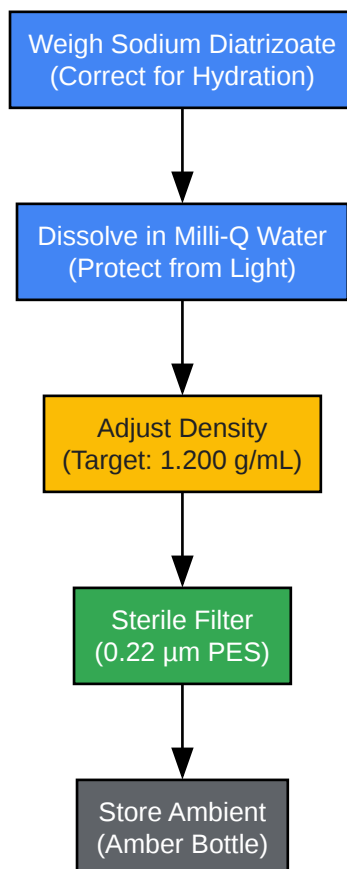 Weigh Sodium Diatrizoate
(Correct for Hydration)
Dissolve in Milli-Q Water
(Protect from Light)
Adjust Density
(Target: 1.200 g/mL)
Sterile Filter
(0.22 µm PES)
Store Ambient
(Amber Bottle)